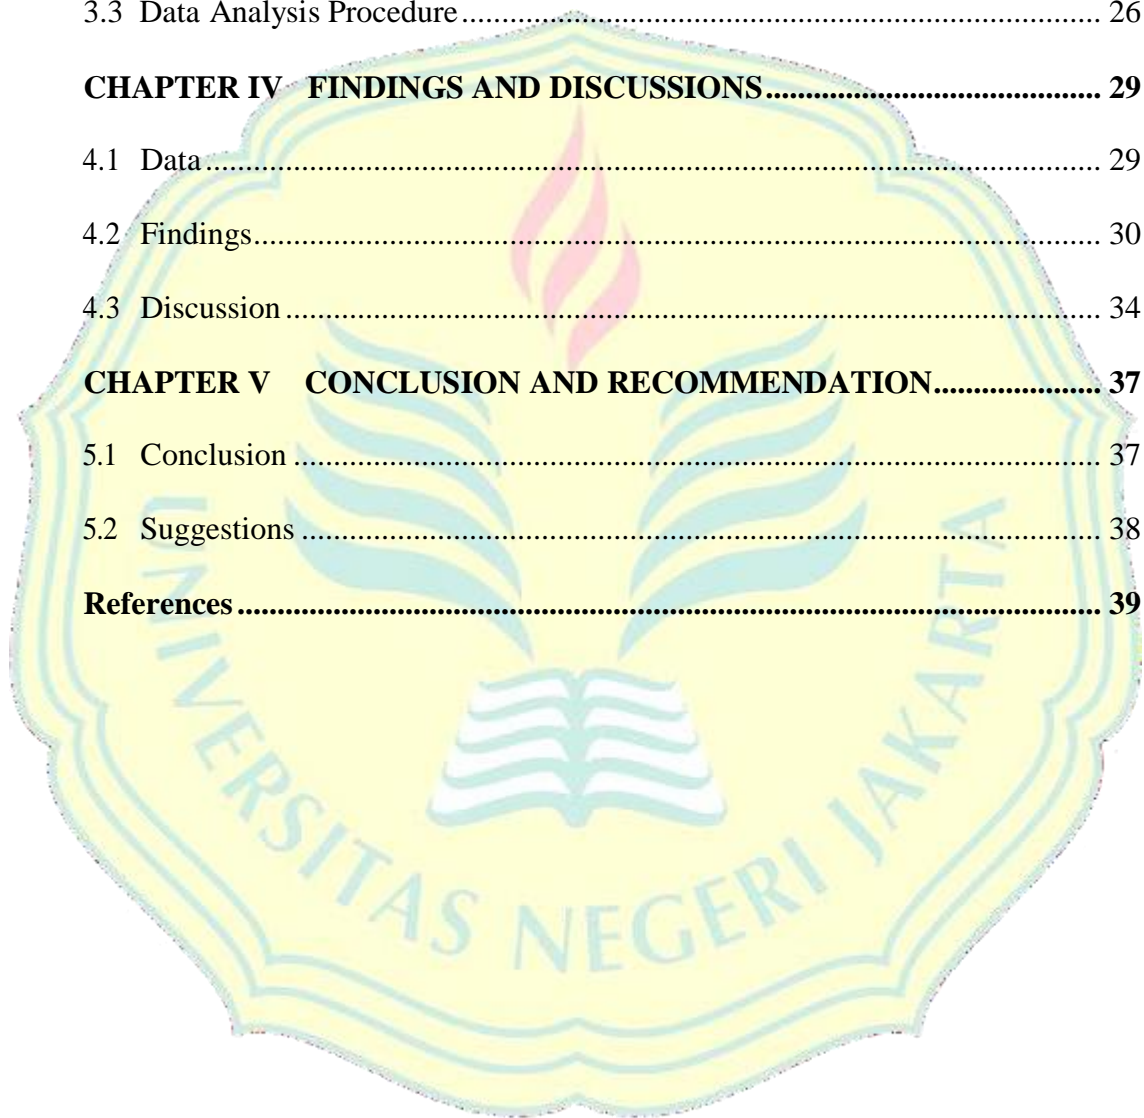 3.3 Data Analysis Procedure........................................................................... 26
CHAPTER IV FINDINGS AND DISCUSSIONS........................................ 29
4.1 Data.......................................................................................................... 29
4.2 Findings.................................................................................................... 30
4.3 Discussion................................................................................................ 34
CHAPTER V CONCLUSION AND RECOMMENDATION.................... 37
5.1 Conclusion............................................................................................... 37
5.2 Suggestions.............................................................................................. 38
References....................................................................................................... 39
UNIVERSITAS NEGERI JAKARTA